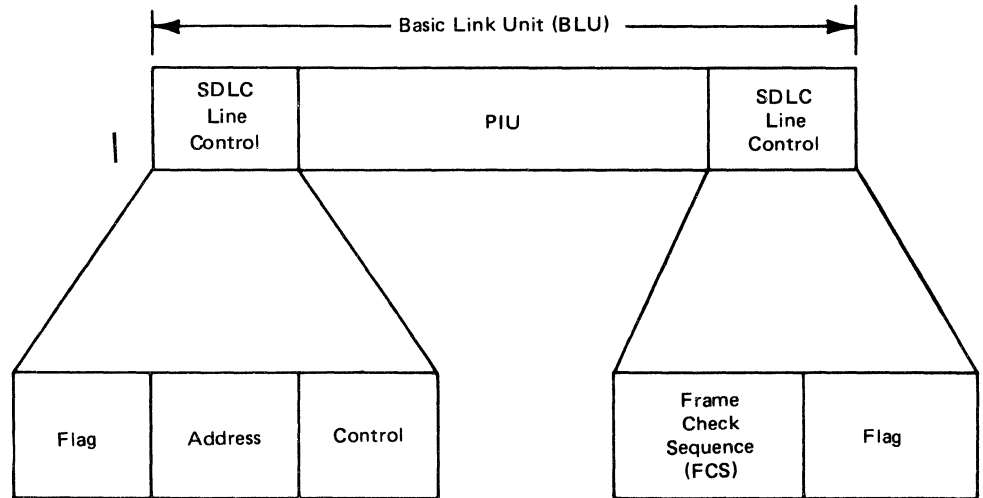 Basic Link Unit (BLU)
SDLC
Line
Control
PIU
SDLC
Line
Control
Flag
Address
Control
Frame
Check
Sequence
(FCS)
Flag